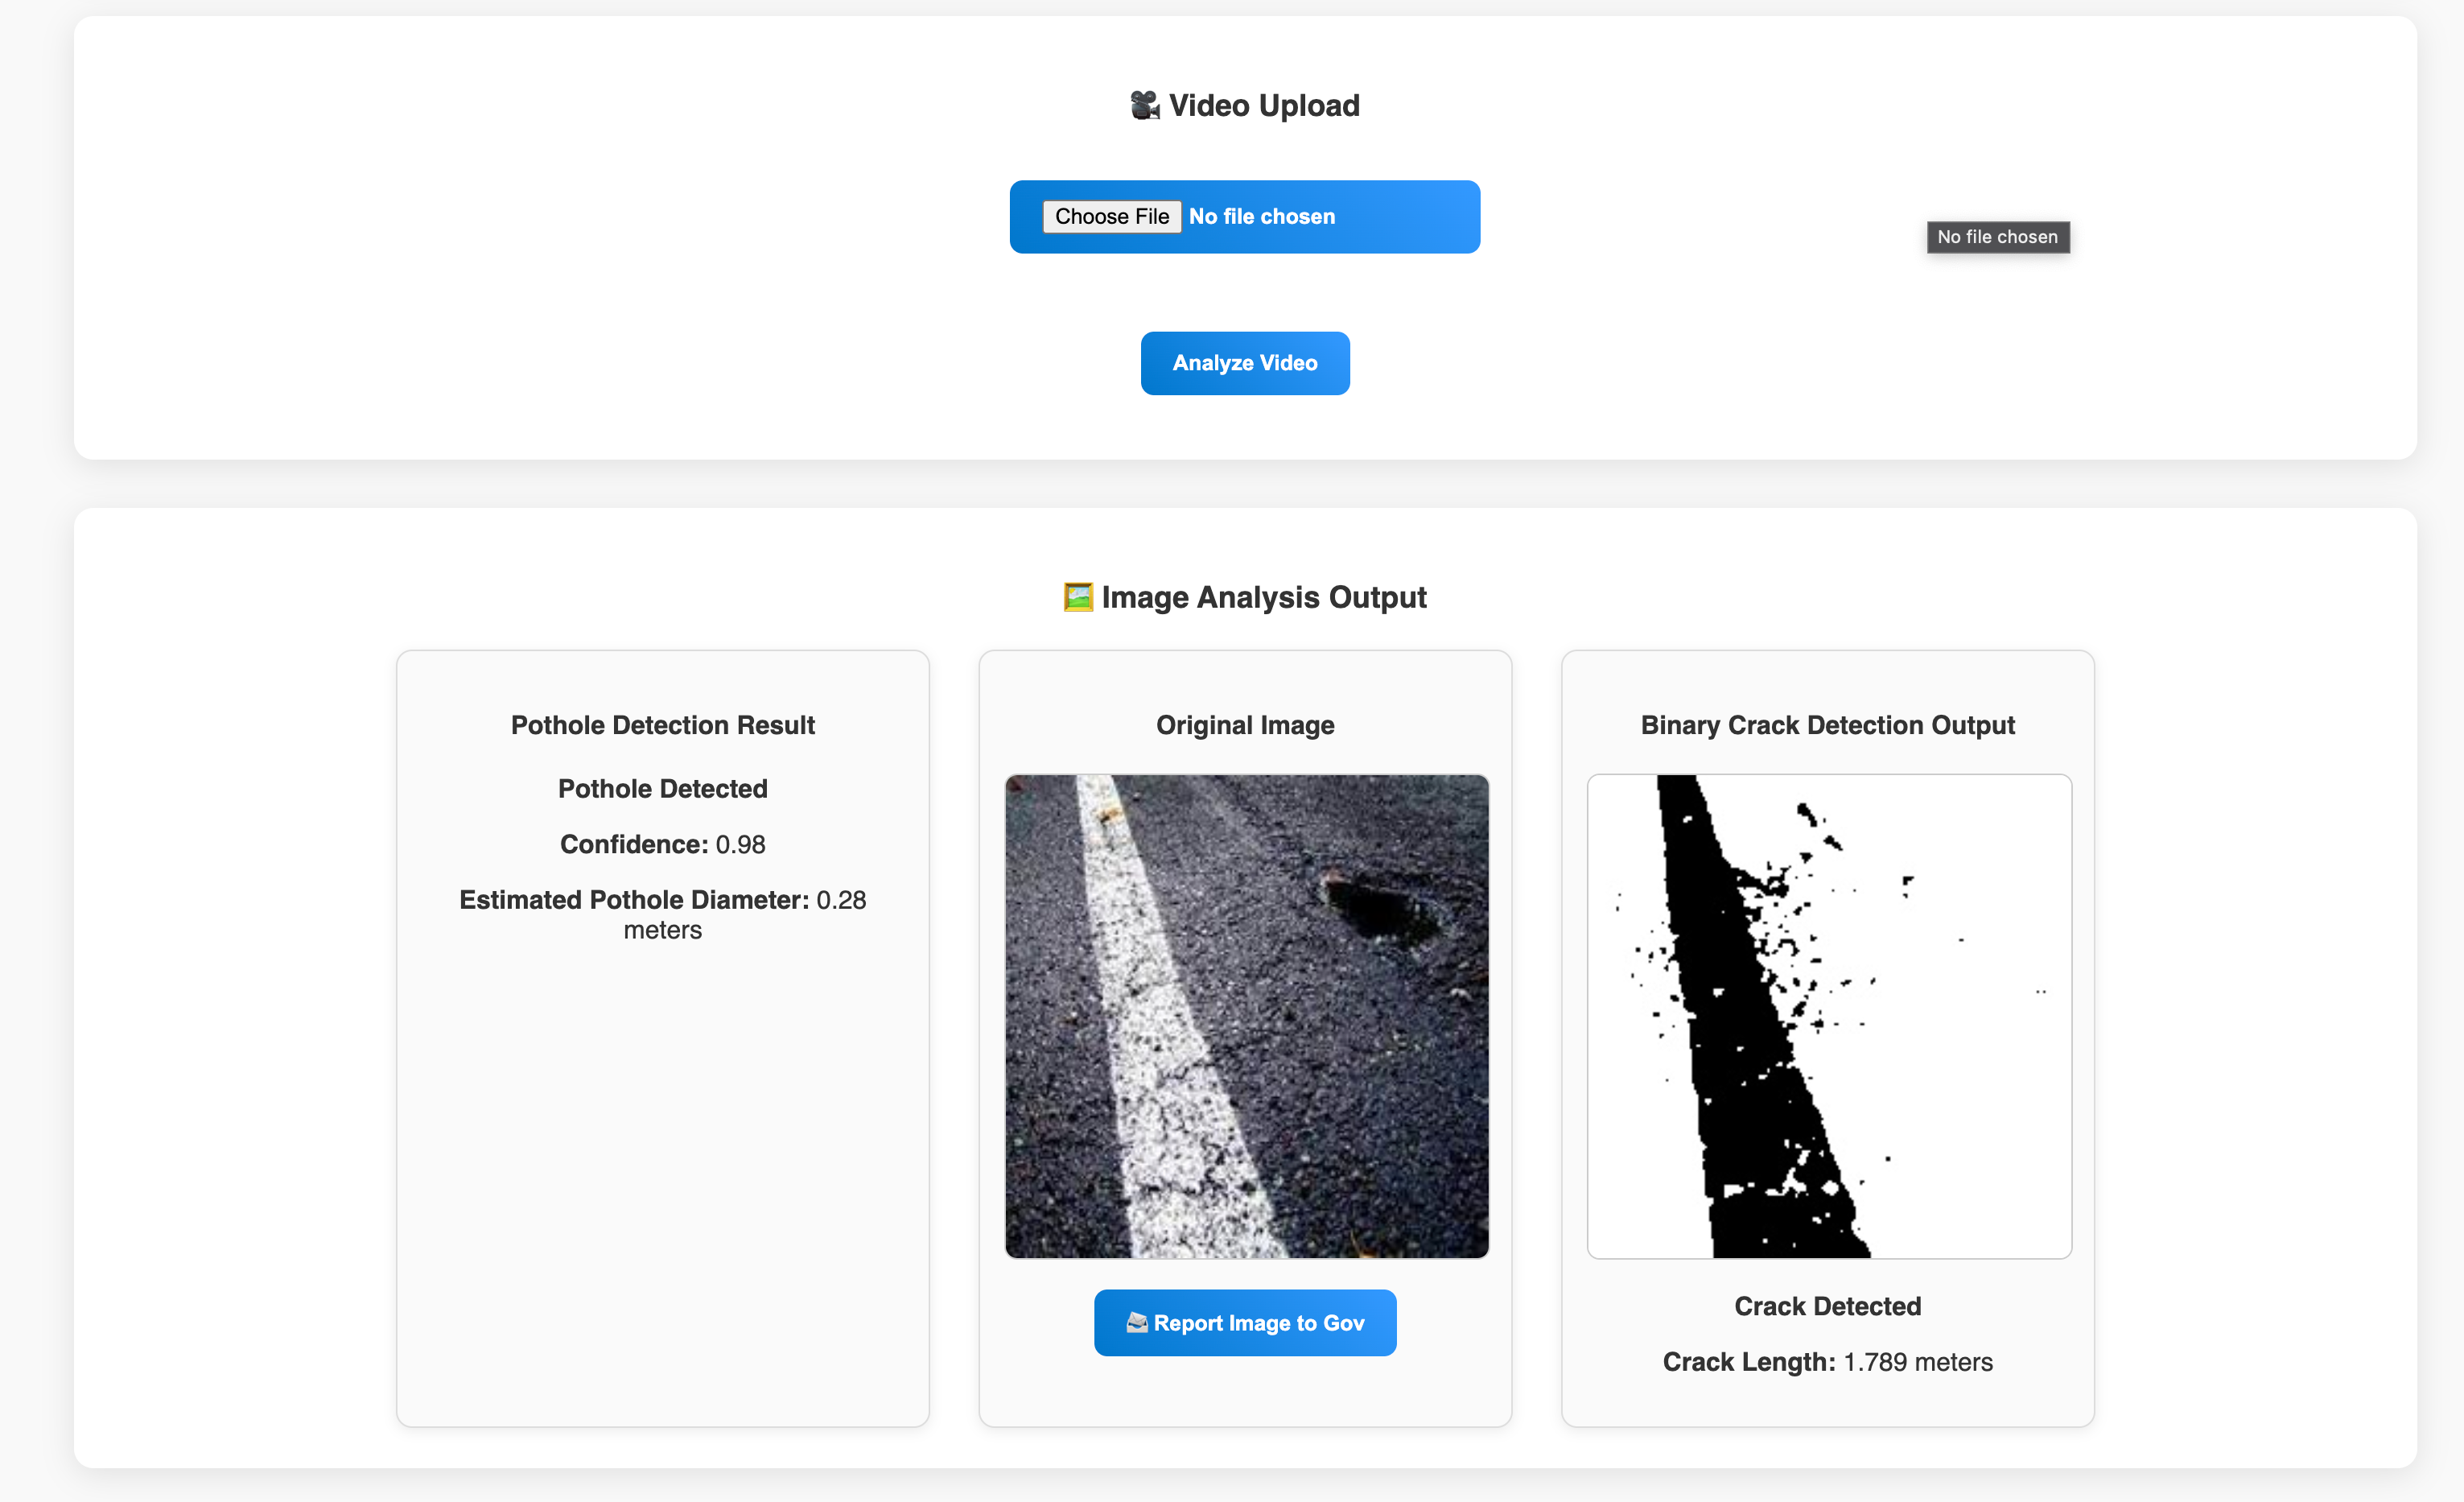 🎥 Video Upload
Choose File No file chosen
No file chosen
Analyze Video
🖼️ Image Analysis Output
Pothole Detection Result
Pothole Detected
Confidence: 0.98
Estimated Pothole Diameter: 0.28
meters
Original Image
📨 Report Image to Gov
Binary Crack Detection Output
Crack Detected
Crack Length: 1.789 meters